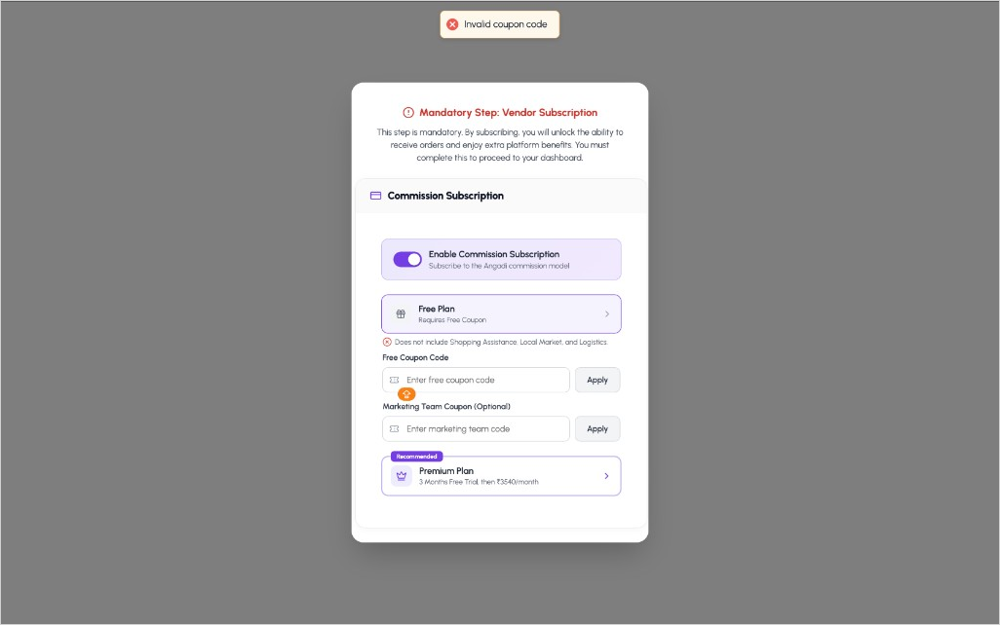 Invalid coupon code
Mandatory Step: Vendor Subscription
This step is mandatory. By subscribing, you will unlock the ability to
receive orders and enjoy extra platform benefits. You must
complete this to proceed to your dashboard.
Commission Subscription
Enable Commission Subscription
Subscribe to the Angadi commission model
Free Plan
Requires Free Coupon
Does not include Shopping Assistance, Local Market, and Logistics.
Free Coupon Code
Enter free coupon code
Apply
Marketing Team Coupon (Optional)
Enter marketing team code
Apply
Recommended
Premium Plan
3 Months Free Trial, then ₹3540/month